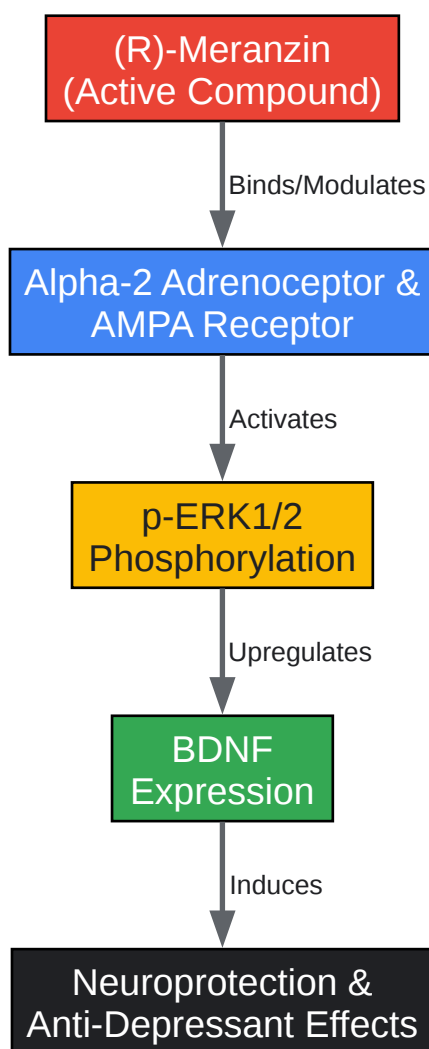 (R)-Meranzin
(Active Compound)
Binds/Modulates
Alpha-2 Adrenoceptor &
AMPA Receptor
Activates
p-ERK1/2
Phosphorylation
Upregulates
BDNF
Expression
Induces
Neuroprotection &
Anti-Depressant Effects